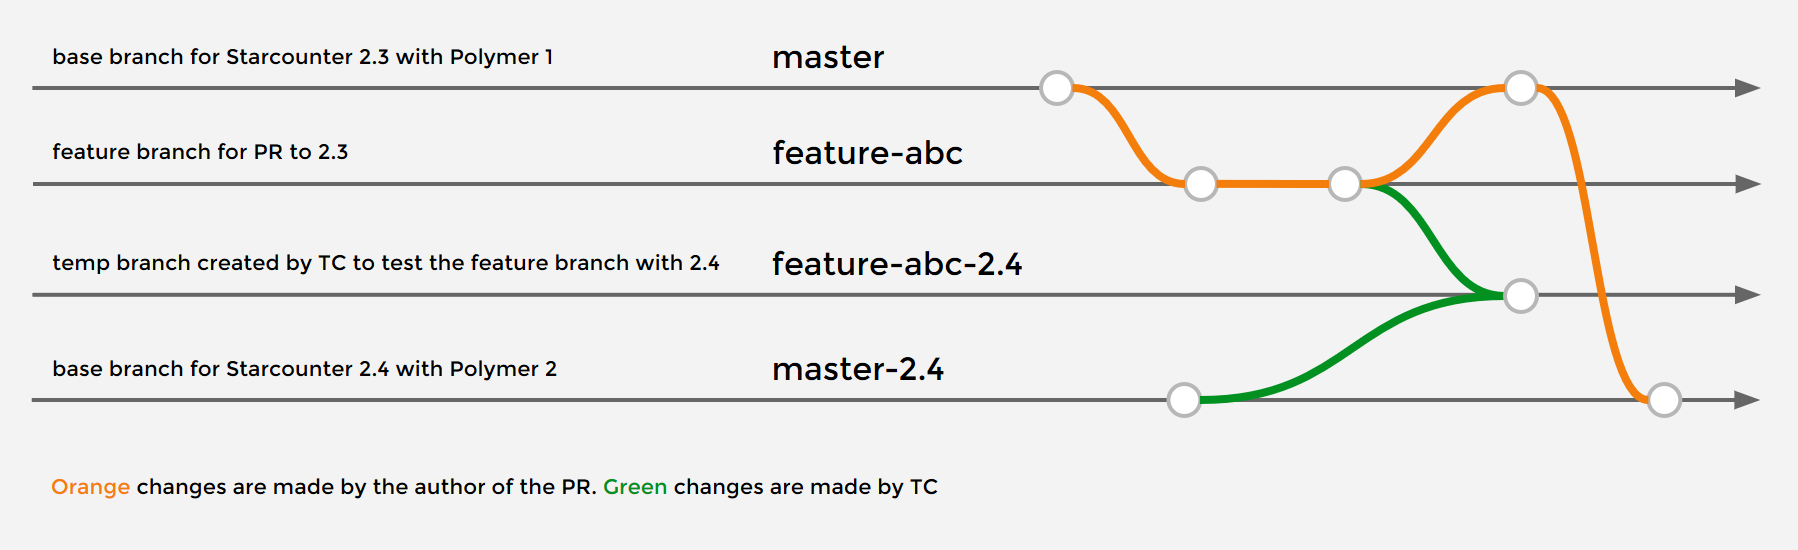 base branch for Starcounter 2.3 with Polymer 1 master
feature branch for PR to 2.3 feature-abc
temp branch created by TC to test the feature branch with 2.4 feature-abc-2.4
base branch for Starcounter 2.4 with Polymer 2 master-2.4
Orange changes are made by the author of the PR. Green changes are made by TC